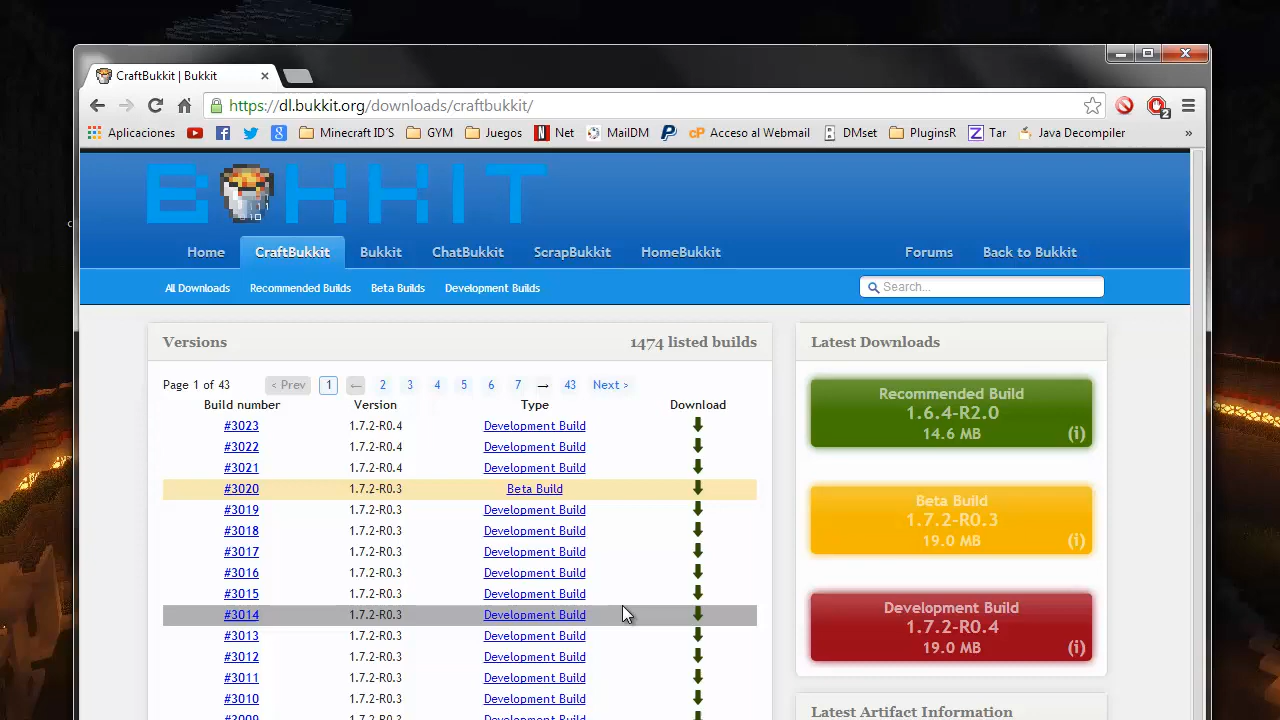 CraftBukkit | Bukkit
https://dl.bukkit.org/downloads/craftbukkit/
2
Aplicaciones Minecraft ID'S GYM Juegos Net MailDM Acceso al Webmail DMset PluginsR Tar Java Decompiler »
BUKKIT
Home CraftBukkit Bukkit ChatBukkit ScrapBukkit HomeBukkit Forums Back to Bukkit
All Downloads Recommended Builds Beta Builds Development Builds Search...
Versions 1474 listed builds
Page 1 of 43 < Prev 1 ← 2 3 4 5 6 7 → 43 Next >
Build number Version Type Download
#3023 1.7.2-R0.4 Development Build
#3022 1.7.2-R0.4 Development Build
#3021 1.7.2-R0.4 Development Build
#3020 1.7.2-R0.3 Beta Build
#3019 1.7.2-R0.3 Development Build
#3018 1.7.2-R0.3 Development Build
#3017 1.7.2-R0.3 Development Build
#3016 1.7.2-R0.3 Development Build
#3015 1.7.2-R0.3 Development Build
#3014 1.7.2-R0.3 Development Build
#3013 1.7.2-R0.3 Development Build
#3012 1.7.2-R0.3 Development Build
#3011 1.7.2-R0.3 Development Build
#3010 1.7.2-R0.3 Development Build
#3009 1.7.2-R0.3 Development Build
Latest Downloads
Recommended Build
1.6.4-R2.0
14.6 MB (i)
Beta Build
1.7.2-R0.3
19.0 MB (i)
Development Build
1.7.2-R0.4
19.0 MB (i)
Latest Artifact Information